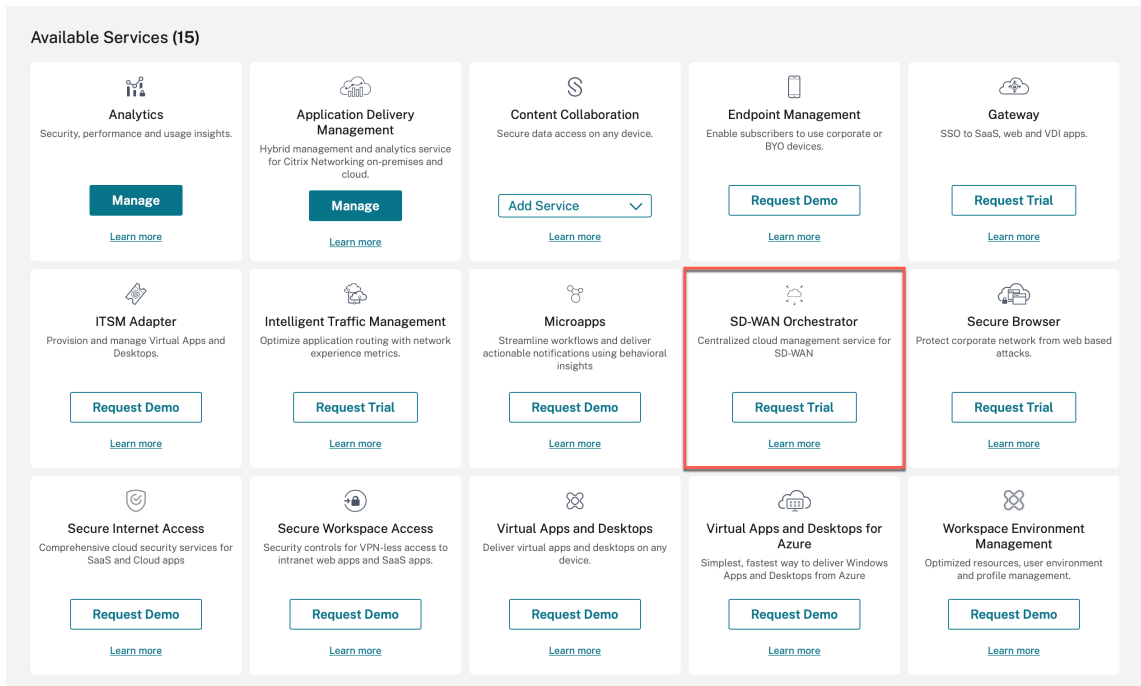 Available Services (15)
Analytics
Security, performance and usage insights.
Manage
Learn more
Application Delivery
Management
Hybrid management and analytics service
for Citrix Networking on-premises and
cloud.
Manage
Learn more
Content Collaboration
Secure data access on any device.
Add Service
Learn more
Endpoint Management
Enable subscribers to use corporate or
BYO devices.
Request Demo
Learn more
Gateway
SSO to SaaS, web and VDI apps.
Request Trial
Learn more
ITSM Adapter
Provision and manage Virtual Apps and
Desktops.
Request Demo
Learn more
Intelligent Traffic Management
Optimize application routing with network
experience metrics.
Request Trial
Learn more
Microapps
Streamline workflows and deliver
actionable notifications using behavioral
insights
Request Demo
Learn more
SD-WAN Orchestrator
Centralized cloud management service for
SD-WAN
Request Trial
Learn more
Secure Browser
Protect corporate network from web based
attacks.
Request Trial
Learn more
Secure Internet Access
Comprehensive cloud security services for
SaaS and Cloud apps
Request Demo
Learn more
Secure Workspace Access
Security controls for VPN-less access to
intranet web apps and SaaS apps.
Request Demo
Learn more
Virtual Apps and Desktops
Deliver virtual apps and desktops on any
device.
Request Demo
Learn more
Virtual Apps and Desktops for
Azure
Simplest, fastest way to deliver Windows
Apps and Desktops from Azure
Request Demo
Learn more
Workspace Environment
Management
Optimized resources, user environment
and profile management.
Request Demo
Learn more